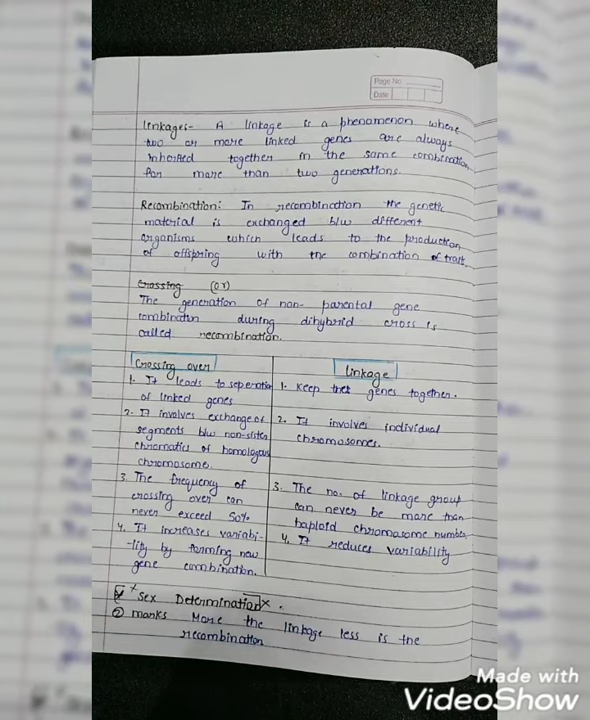 Page No
Date
Linkage:- A linkage is a phenomenon where
two or more linked genes are always
inherited together in the same combination
for more than two generations.
Recombination: In recombination the genetic
material is exchanged b/w different
organisms which leads to the production
of offspring with the combination of trait.
Crossing (or)
The generation of non-parental gene
combination during dihybrid cross is
called recombination.
Crossing over
1. It leads to seperation
of linked genes
2. It involves exchange of
segments b/w non-sister
chromatics of homologous
chromosome.
3. The frequency of
crossing over can
never exceed 50%
4. It increases variabi-
-lity by forming new
gene combination.
linkage
1. Keep genes together.
2. It involves individual
chromosomes.
3. The no. of linkage group
can never be more than
haploid chromosome number
4. It reduces variability
Sex Determination
2 marks More the linkage less is the
recombination
Made with
VideoShow